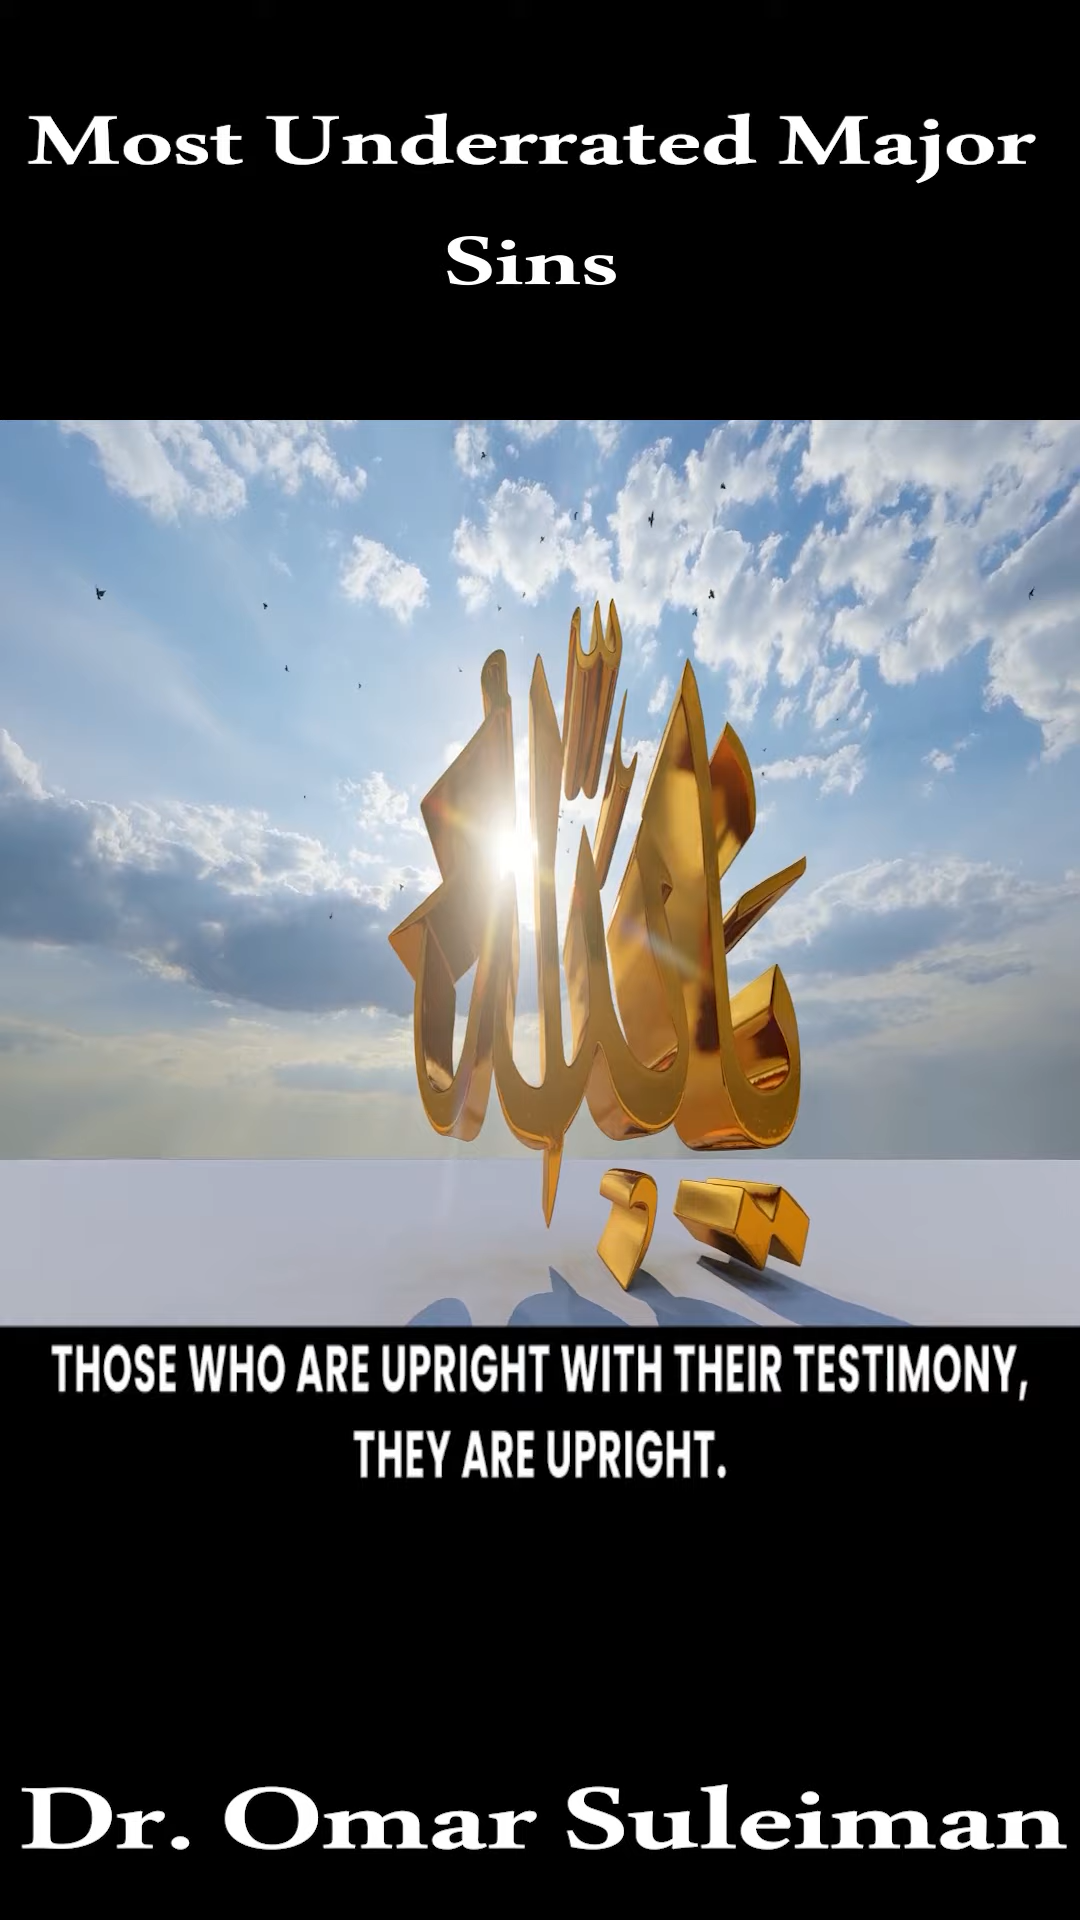 Most Underrated Major
Sins
THOSE WHO ARE UPRIGHT WITH THEIR TESTIMONY,
THEY ARE UPRIGHT.
Dr. Omar Suleiman